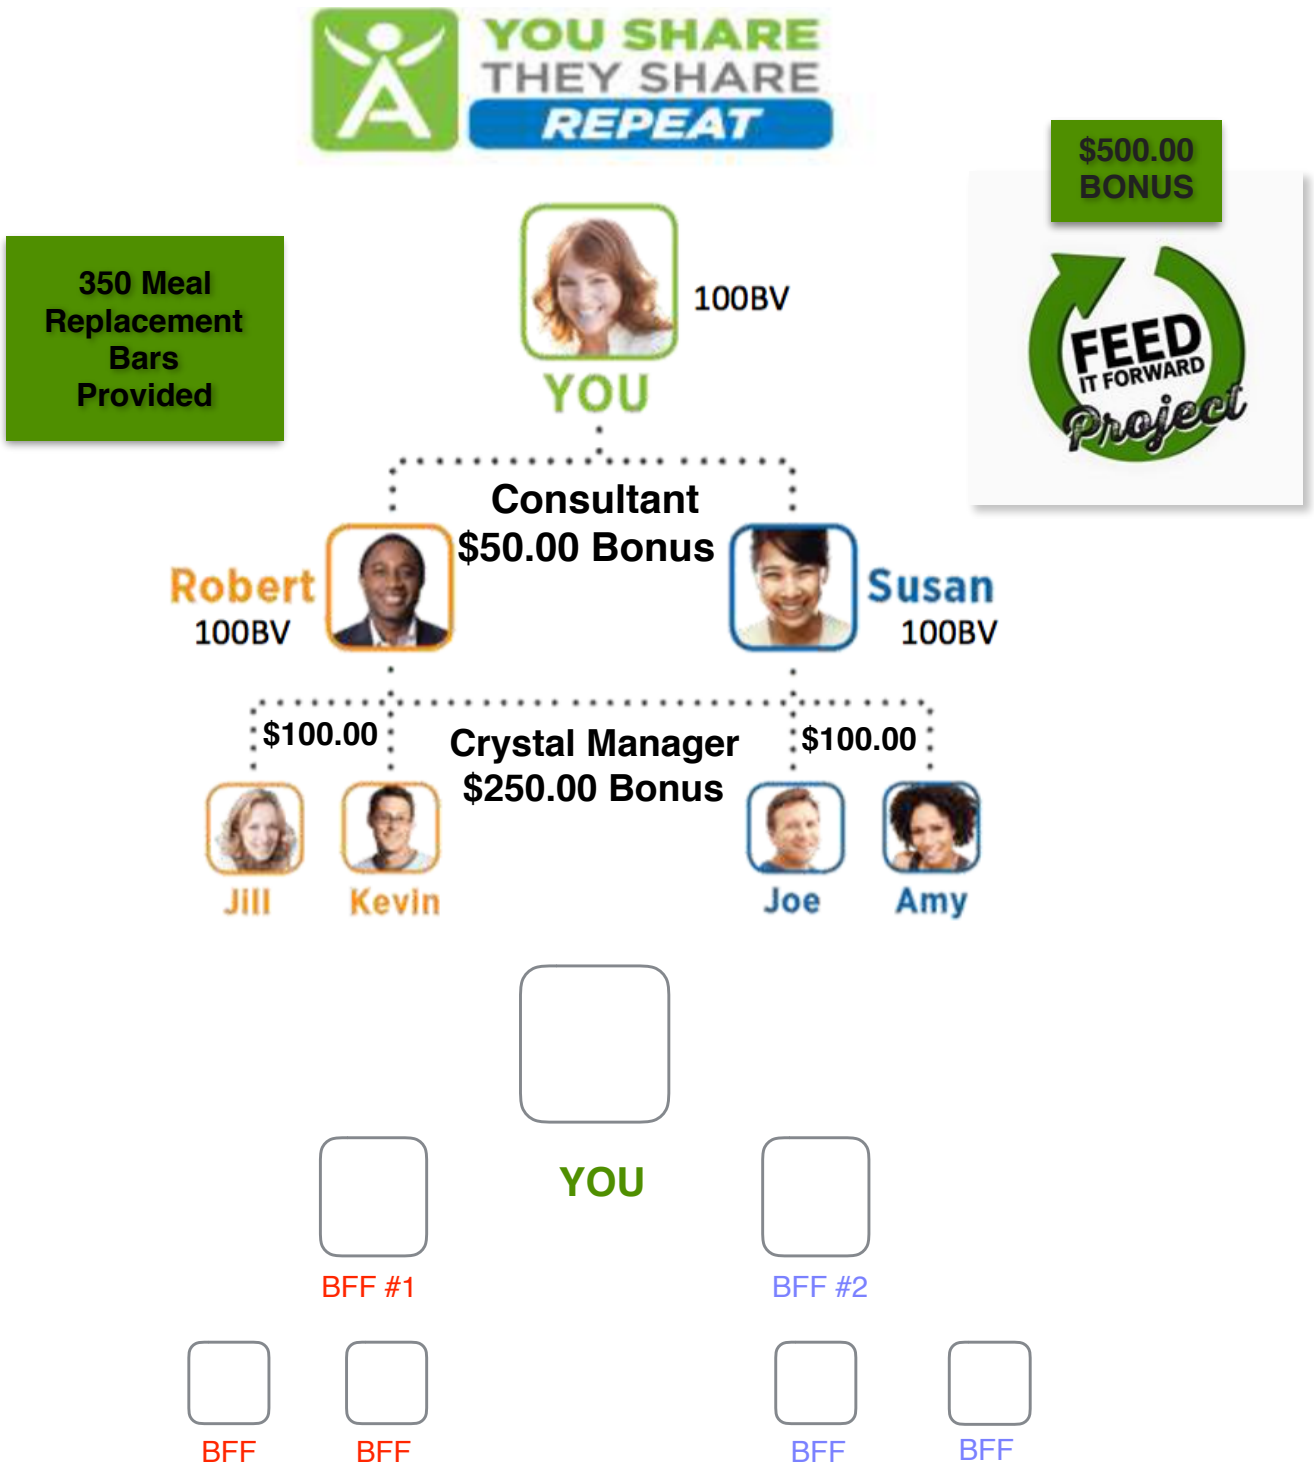 YOU SHARE
THEY SHARE
REPEAT
$500.00
BONUS
350 Meal
Replacement
Bars
Provided
100BV
FEED
IT FORWARD
Project
YOU
Consultant
$50.00 Bonus
Robert
100BV
Susan
100BV
$100.00
Crystal Manager
$250.00 Bonus
$100.00
Jill
Kevin
Joe
Amy
YOU
BFF #1
BFF #2
BFF
BFF
BFF
BFF